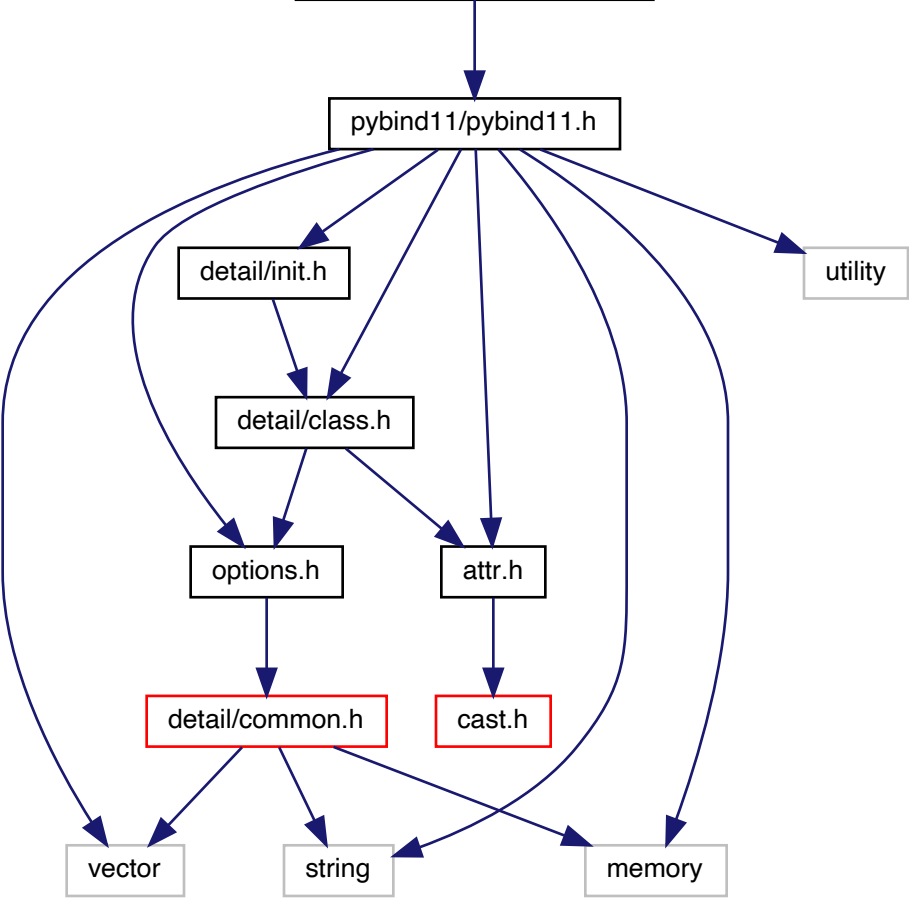 pybind11/pybind11.h
detail/init.h
utility
detail/class.h
options.h
attr.h
detail/common.h
cast.h
vector
string
memory